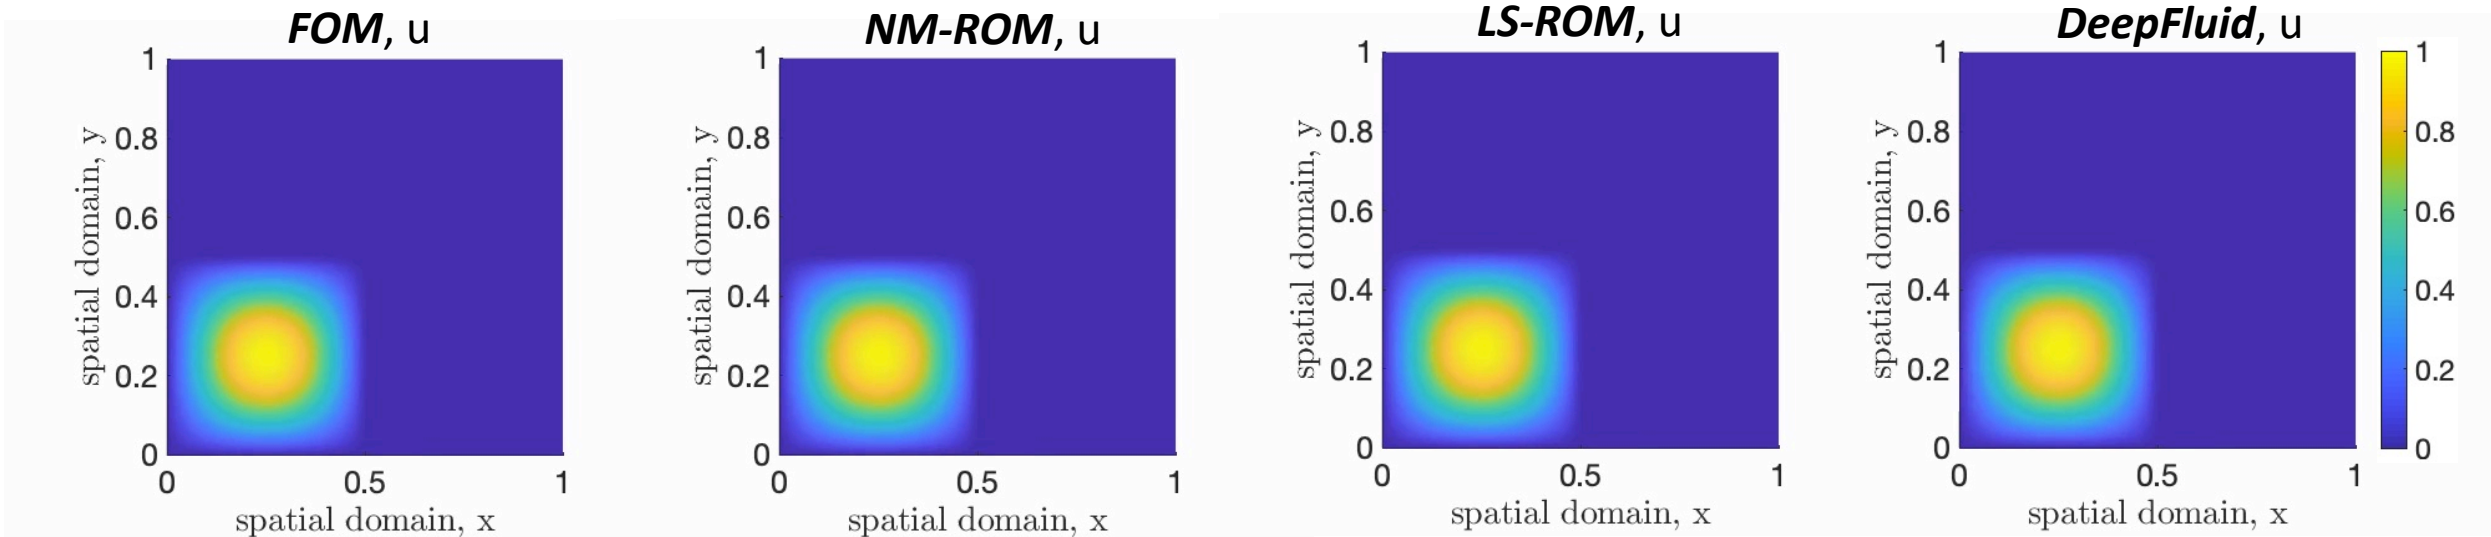 FOM, u
1
0.8
0.6
0.4
0.2
0
spatial domain, y
0 0.5 1
spatial domain, x
NM-ROM, u
1
0.8
0.6
0.4
0.2
0
spatial domain, y
0 0.5 1
spatial domain, x
LS-ROM, u
1
0.8
0.6
0.4
0.2
0
spatial domain, y
0 0.5 1
spatial domain, x
DeepFluid, u
1
0.8
0.6
0.4
0.2
0
spatial domain, y
0 0.5 1
spatial domain, x
1
0.8
0.6
0.4
0.2
0